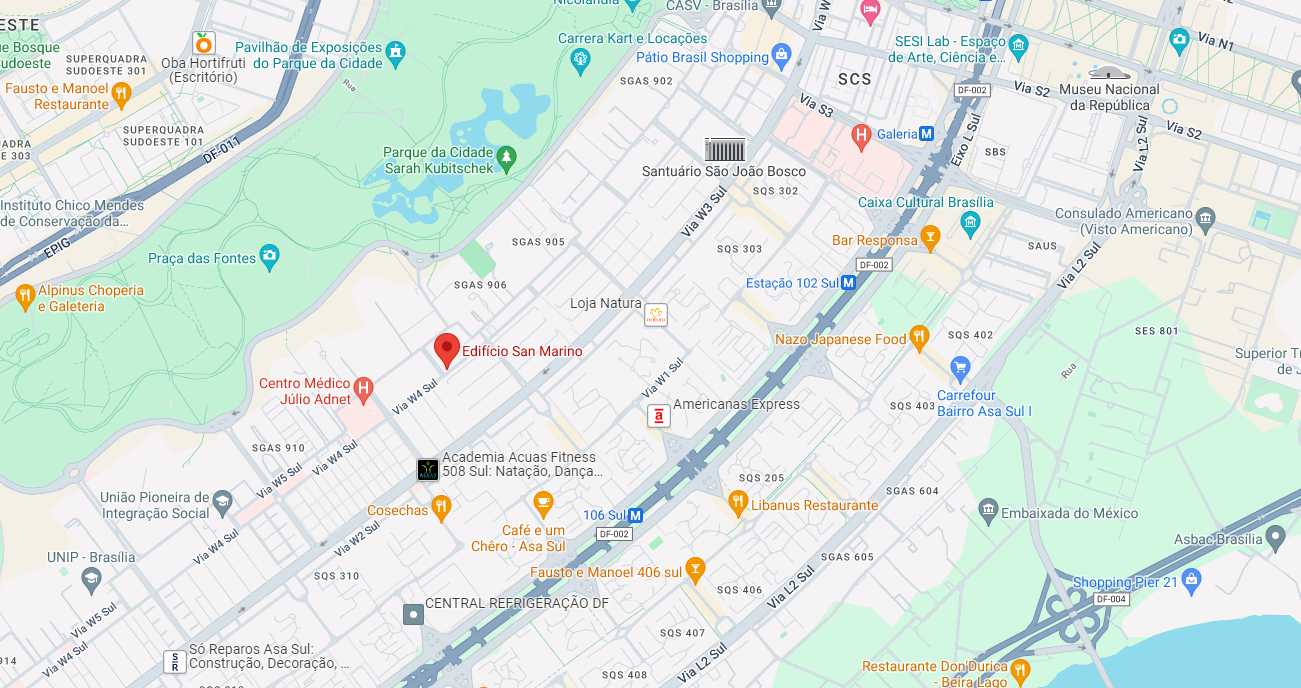 ESTE
Nicolândia
CASV - Brasília
Via W3
ue Bosque
Sudoeste
SUPERQUADRA
SUDOESTE 301
Oba Hortifruti
(Escritório)
Pavilhão de Exposições
do Parque da Cidade
Carrera Kart e Locações
Pátio Brasil Shopping
SESI Lab - Espaço
de Arte, Ciência e...
Via N1
Fausto e Manoel
Restaurante
Rua
SGAS 902
SCS
DF-002
Via S2
Museu Nacional
da República
Via S3
SUPERQUADRA
SUDOESTE 101
DF-011
ADRA
TE 303
Galeria
Eixo L Sul
Via L2 Sul
Via S2
SBS
Parque da Cidade
Sarah Kubitschek
Santuário São João Bosco
SQS 302
Instituto Chico Mendes
de Conservação da...
Caixa Cultural Brasília
Consulado Americano
(Visto Americano)
Via W3 Sul
EPIG
SGAS 905
SQS 303
Bar Responsa
SAUS
Via L2 Sul
Praça das Fontes
DF-002
Alpinus Choperia
e Galeteria
SGAS 906
Estação 102 Sul
Loja Natura
natura
Edifício San Marino
Nazo Japanese Food
SQS 402
SES 801
Superior Tr
de J
Rua
Centro Médico
Júlio Adnet
Via W4 Sul
Via W1 Sul
Carrefour
Bairro Asa Sul I
Americanas Express
SQS 403
SGAS 910
Via W5 Sul
Via W4 Sul
Academia Acuas Fitness
508 Sul: Natação, Dança...
União Pioneira de
Integração Social
Cosechas
SQS 205
SGAS 604
Libanus Restaurante
Embaixada do México
106 Sul
Café e um
Chêro - Asa Sul
DF-002
Via W4 Sul
Via W2 Sul
Asbac Brasília
UNIP - Brasília
SQS 310
Fausto e Manoel 406 sul
SGAS 605
SQS 406
Via L2 Sul
Shopping Pier 21
DF-004
CENTRAL REFRIGERAÇÃO DF
Via W5 Sul
Via W4 Sul
SQS 407
914
Só Reparos Asa Sul:
Construção, Decoração, ...
SQS 408
Via L2 Sul
Restaurante Don'Durica
- Beira Lago